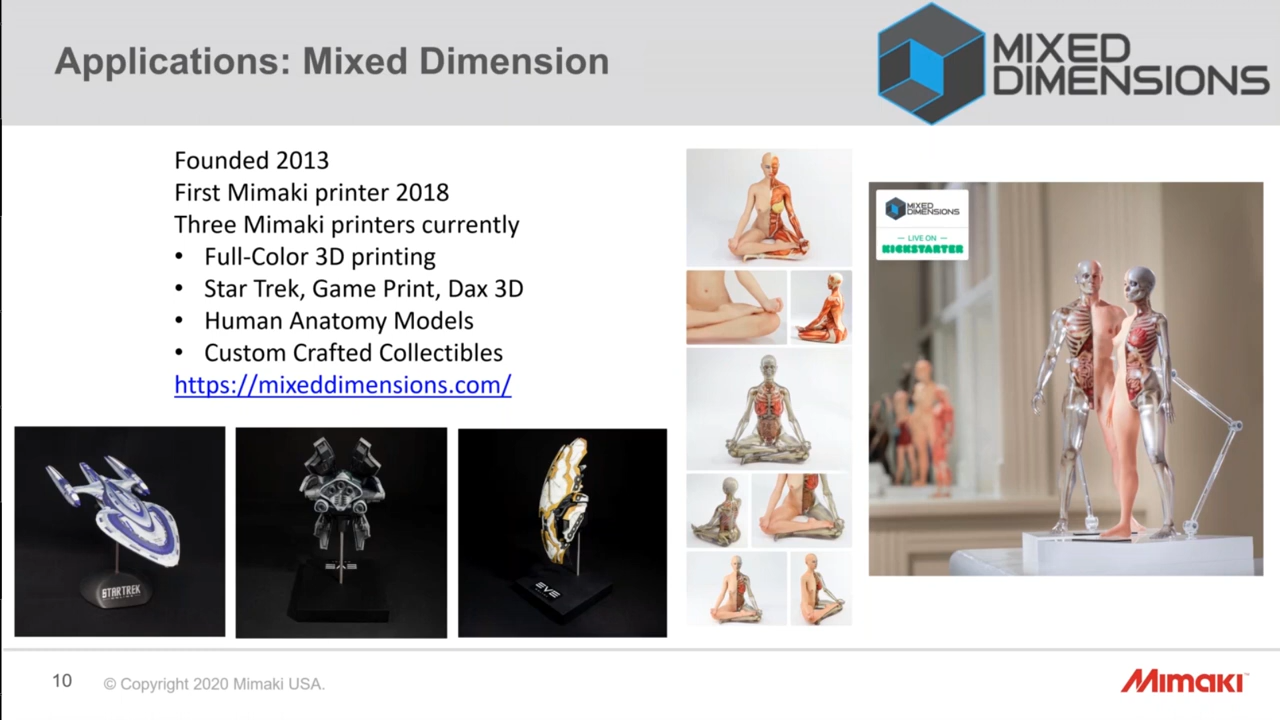 Applications: Mixed Dimension
MIXED
DIMENSIONS
Founded 2013
First Mimaki printer 2018
Three Mimaki printers currently
• Full-Color 3D printing
• Star Trek, Game Print, Dax 3D
• Human Anatomy Models
• Custom Crafted Collectibles
https://mixeddimensions.com/
MIXED
DIMENSIONS
— LIVE ON —
KICKSTARTER
STAR TREK
EVE
10
© Copyright 2020 Mimaki USA.
Mimaki